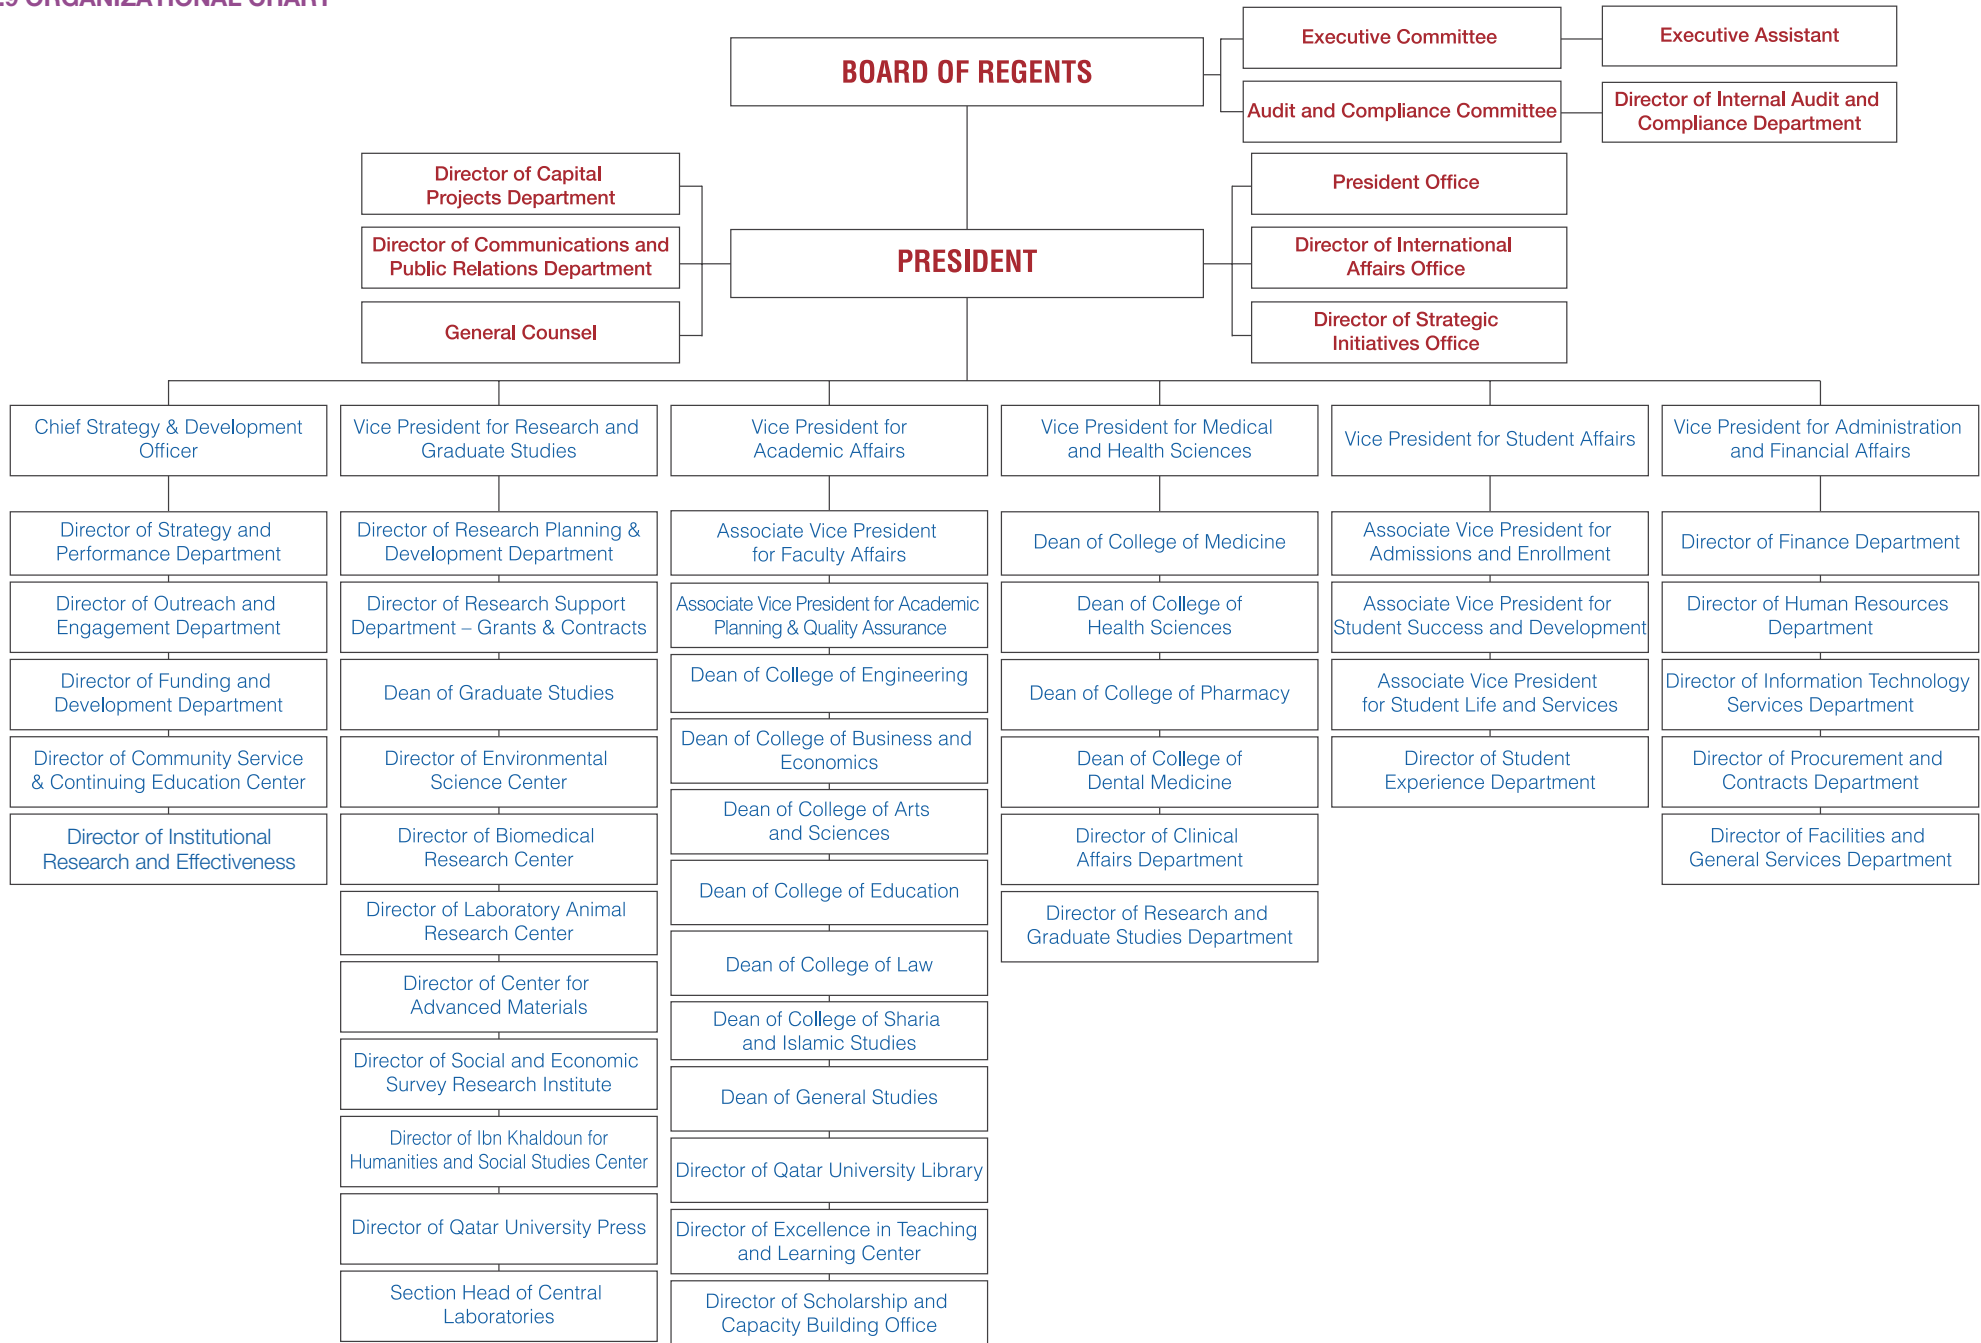 .9 ORGANIZATIONAL CHART
BOARD OF REGENTS
Executive Committee
Executive Assistant
Audit and Compliance Committee
Director of Internal Audit and
Compliance Department
Director of Capital
Projects Department
Director of Communications and
Public Relations Department
General Counsel
PRESIDENT
President Office
Director of International
Affairs Office
Director of Strategic
Initiatives Office
Chief Strategy & Development
Officer
Director of Strategy and
Performance Department
Director of Outreach and
Engagement Department
Director of Funding and
Development Department
Director of Community Service
& Continuing Education Center
Director of Institutional
Research and Effectiveness
Vice President for Research and
Graduate Studies
Director of Research Planning &
Development Department
Director of Research Support
Department – Grants & Contracts
Dean of Graduate Studies
Director of Environmental
Science Center
Director of Biomedical
Research Center
Director of Laboratory Animal
Research Center
Director of Center for
Advanced Materials
Director of Social and Economic
Survey Research Institute
Director of Ibn Khaldoun for
Humanities and Social Studies Center
Director of Qatar University Press
Section Head of Central
Laboratories
Vice President for
Academic Affairs
Associate Vice President
for Faculty Affairs
Associate Vice President for Academic
Planning & Quality Assurance
Dean of College of Engineering
Dean of College of Business and
Economics
Dean of College of Arts
and Sciences
Dean of College of Education
Dean of College of Law
Dean of College of Sharia
and Islamic Studies
Dean of General Studies
Director of Qatar University Library
Director of Excellence in Teaching
and Learning Center
Director of Scholarship and
Capacity Building Office
Vice President for Medical
and Health Sciences
Dean of College of Medicine
Dean of College of
Health Sciences
Dean of College of Pharmacy
Dean of College of
Dental Medicine
Director of Clinical
Affairs Department
Director of Research and
Graduate Studies Department
Vice President for Student Affairs
Associate Vice President for
Admissions and Enrollment
Associate Vice President for
Student Success and Development
Associate Vice President
for Student Life and Services
Director of Student
Experience Department
Vice President for Administration
and Financial Affairs
Director of Finance Department
Director of Human Resources
Department
Director of Information Technology
Services Department
Director of Procurement and
Contracts Department
Director of Facilities and
General Services Department